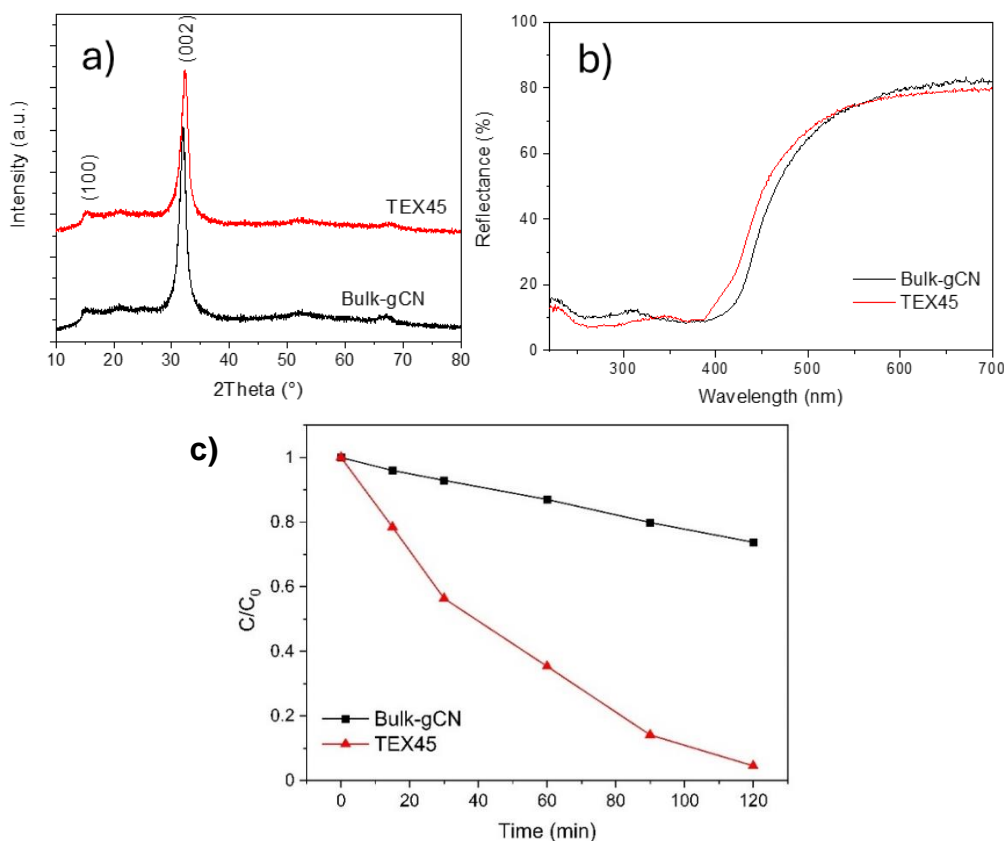 a)
(002)
(100)
TEX45
Bulk-gCN
Intensity (a.u.)
10 20 30 40 50 60 70 80
2Theta (°)
b)
100
80
60
40
20
10
0
Reflectance (%)
Bulk-gCN
TEX45
300 400 500 600 700
Wavelength (nm)
c)
1
0.8
0.6
0.4
0.2
0
C/C₀
Bulk-gCN
TEX45
0 20 40 60 80 100 120
Time (min)